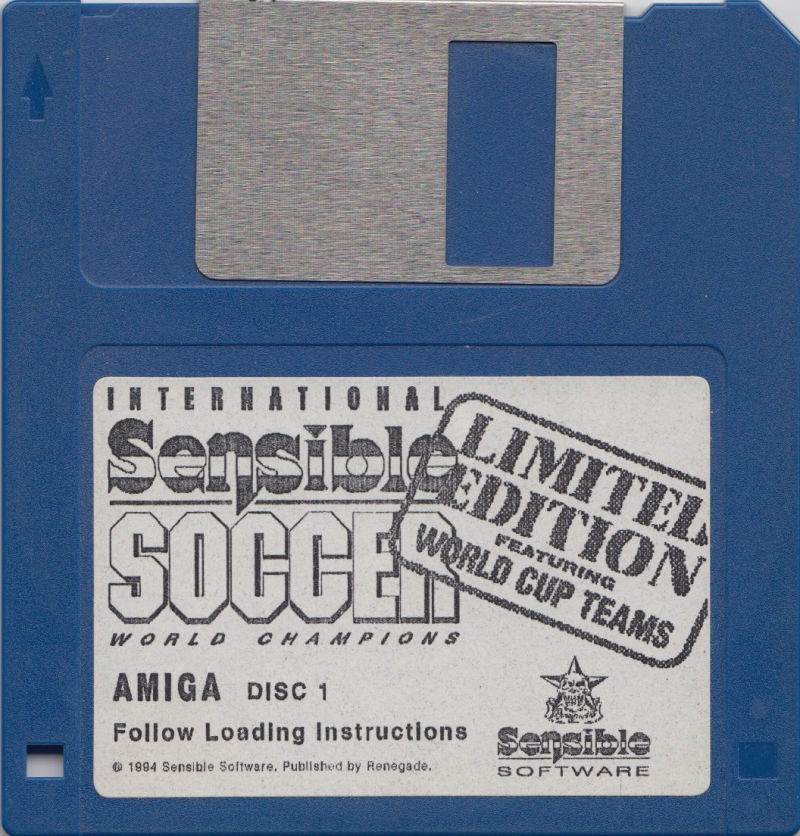 INTERNATIONAL
Sensible
SOCCER
WORLD CHAMPIONS
LIMITED
EDITION
FEATURING
WORLD CUP TEAMS
AMIGA DISC 1
Follow Loading Instructions
© 1994 Sensible Software. Published by Renegade.
Sensible
SOFTWARE